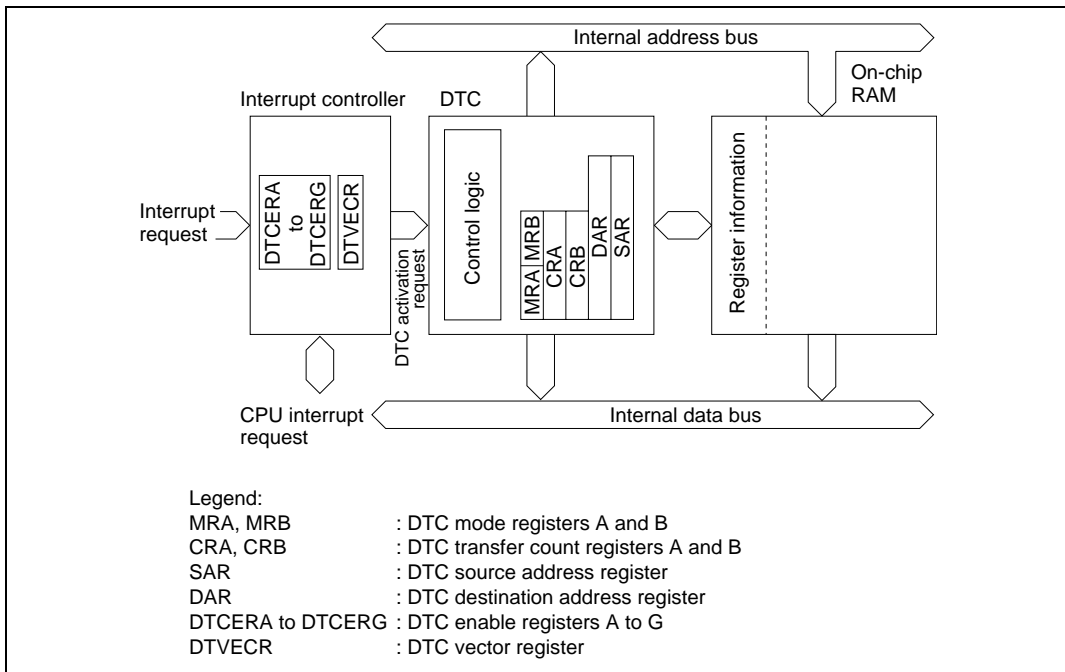 Internal address bus
On-chip
RAM
Interrupt controller
DTC
Interrupt
request
DTCERA
to
DTCERG
DTVECR
DTC activation
request
Control logic
MRA
MRB
CRA
CRB
DAR
SAR
Register information
CPU interrupt
request
Internal data bus
Legend:
MRA, MRB : DTC mode registers A and B
CRA, CRB : DTC transfer count registers A and B
SAR : DTC source address register
DAR : DTC destination address register
DTCERA to DTCERG : DTC enable registers A to G
DTVECR : DTC vector register